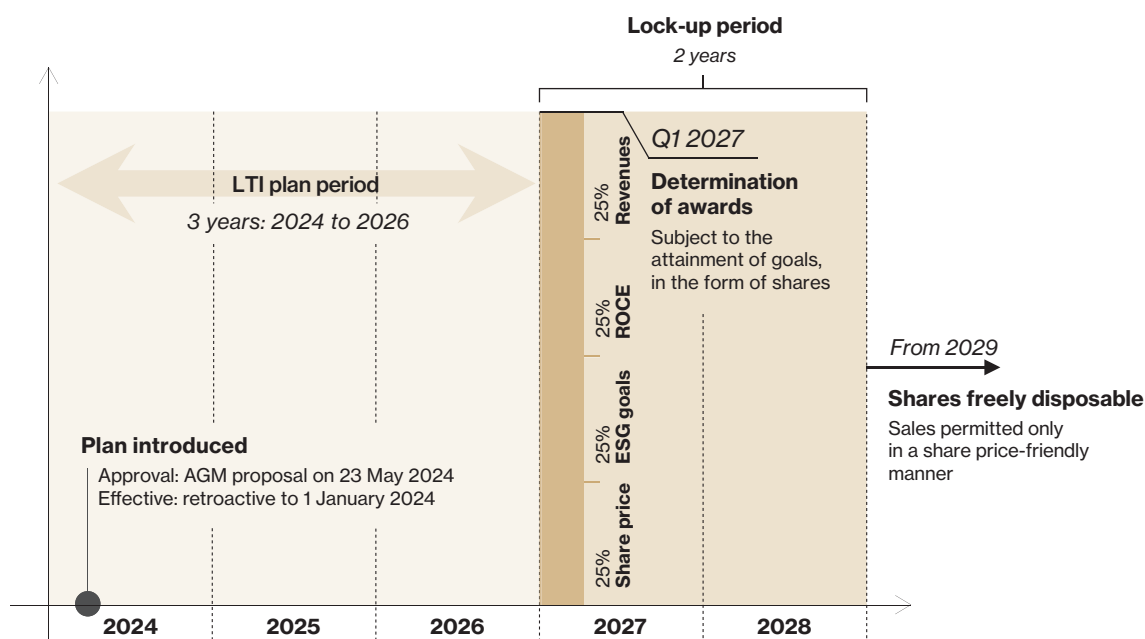 Lock-up period
2 years
LTI plan period
3 years: 2024 to 2026
Q1 2027
Determination
of awards
Subject to the
attainment of goals,
in the form of shares
25%
Revenues
25%
ROCE
25%
ESG goals
25%
Share price
From 2029
Shares freely disposable
Sales permitted only
in a share price-friendly
manner
Plan introduced
Approval: AGM proposal on 23 May 2024
Effective: retroactive to 1 January 2024
2024
2025
2026
2027
2028